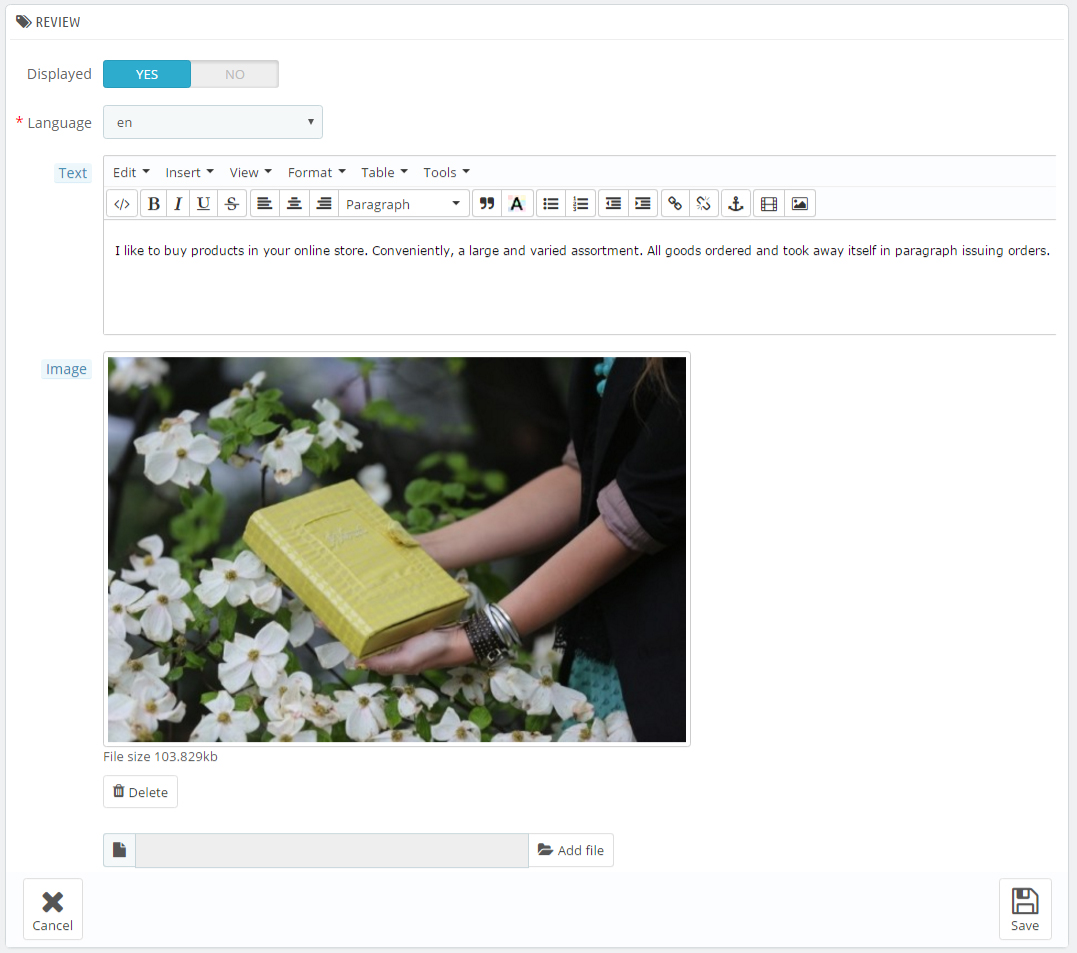 REVIEW
Displayed YES NO
* Language en
Text Edit Insert View Format Table Tools
B I U S Paragraph A
I like to buy products in your online store. Conveniently, a large and varied assortment. All goods ordered and took away itself in paragraph issuing orders.
Image
File size 103.829kb
Delete
Add file
Cancel Save